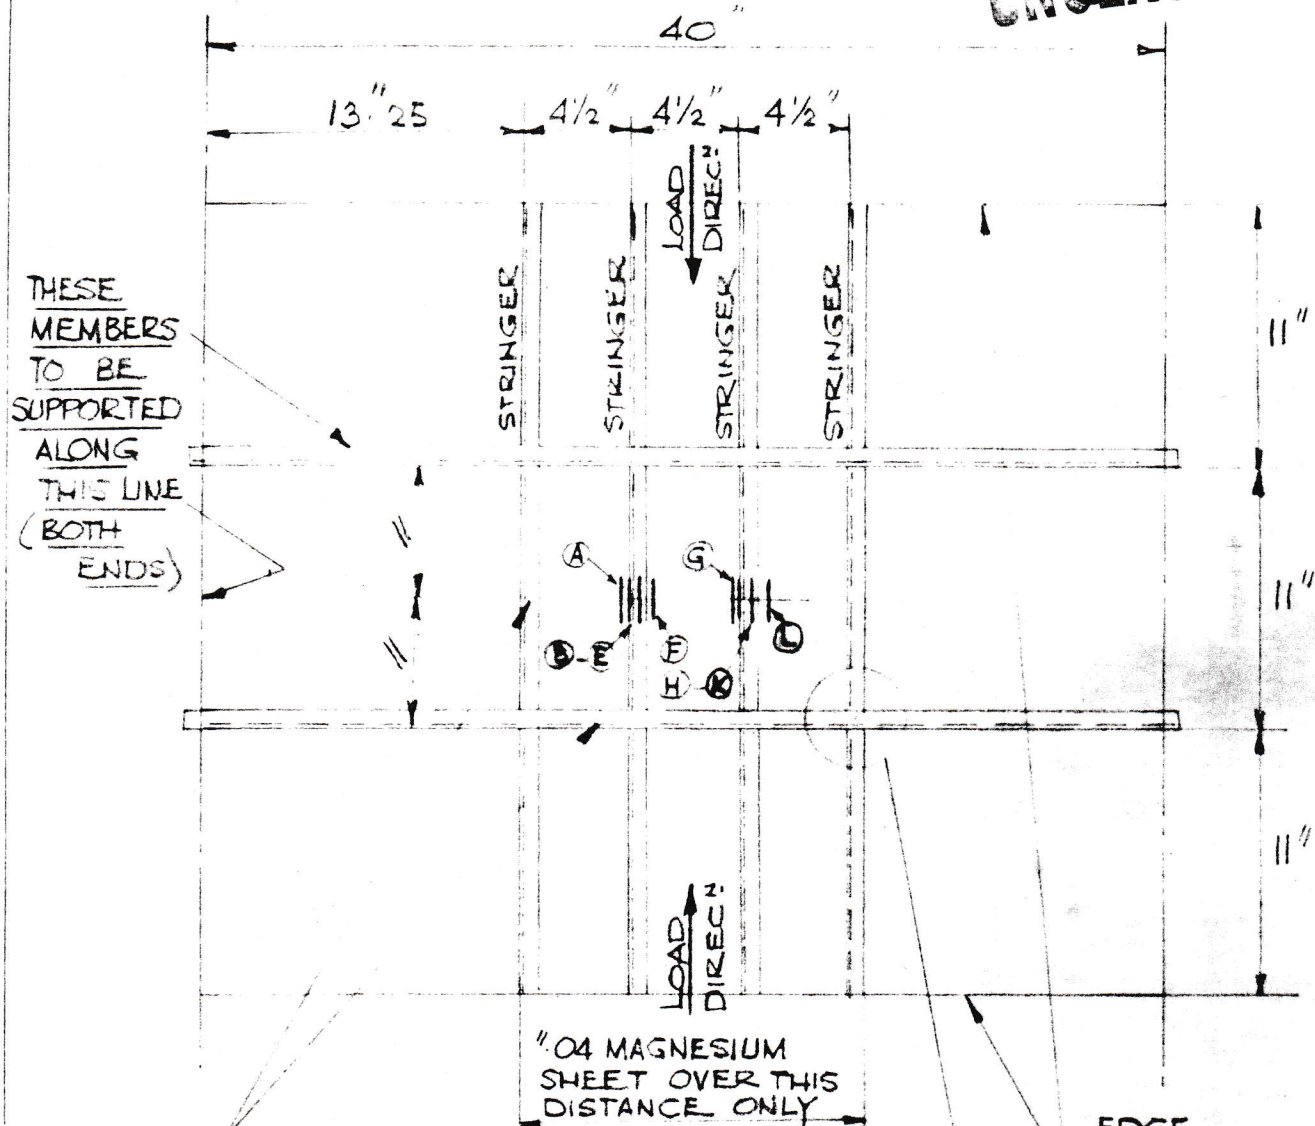 40"
13."25
4½"
4½"
4½"
LOAD
DIREC N:
STRINGER
STRINGER
STRINGER
STRINGER
THESE
MEMBERS
TO BE
SUPPORTED
ALONG
THIS LINE
(BOTH
ENDS)
11"
11"
11"
A
G
B-E
F
H-K
L
LOAD
DIREC N:
".04 MAGNESIUM
SHEET OVER THIS
DISTANCE ONLY
EDGE